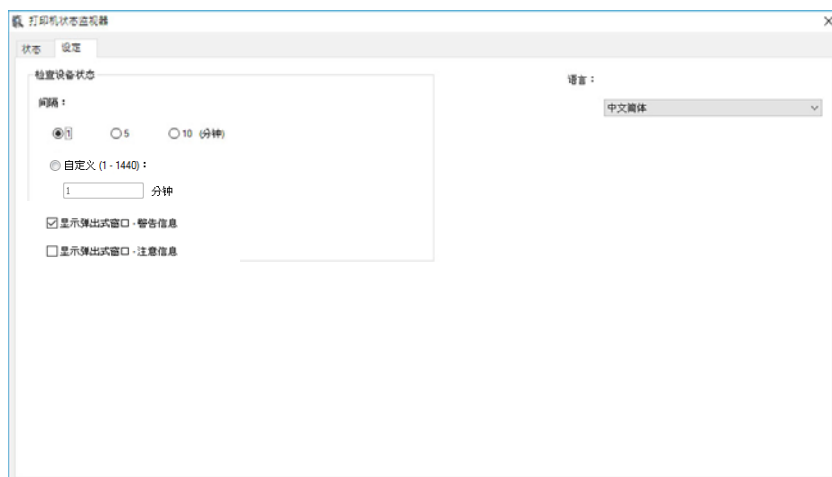 打印机状态监视器
状态 设定
检查设备状态
间隔：
1 5 10 (分钟)
自定义 (1 - 1440)：
1 分钟
显示弹出式窗口 - 警告信息
显示弹出式窗口 - 注意信息
语言：
中文简体